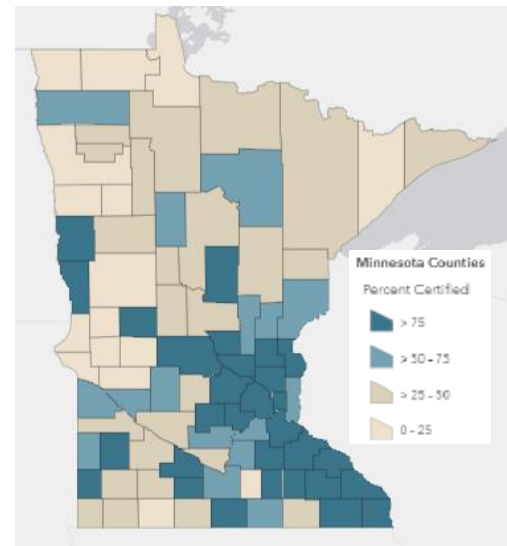 Minnesota Counties
Percent Certified
> 75
> 50 - 75
> 25 - 50
0 - 25